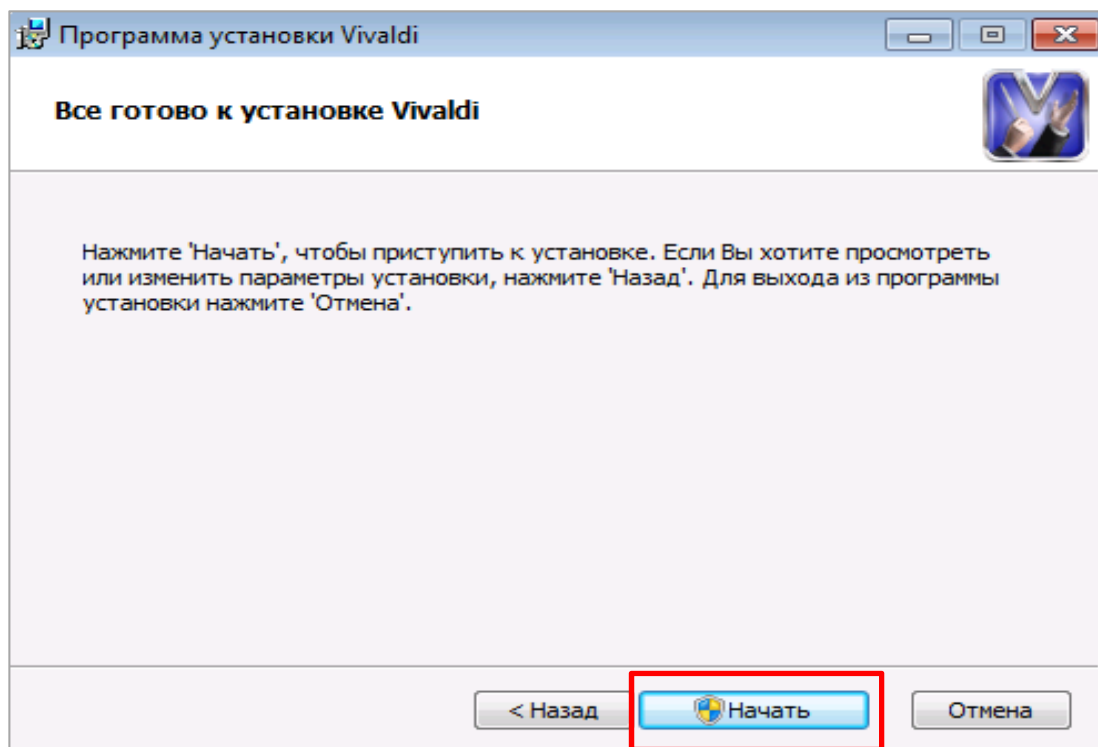 Программа установки Vivaldi
Все готово к установке Vivaldi
Нажмите 'Начать', чтобы приступить к установке. Если Вы хотите просмотреть
или изменить параметры установки, нажмите 'Назад'. Для выхода из программы
установки нажмите 'Отмена'.
< Назад
Начать
Отмена